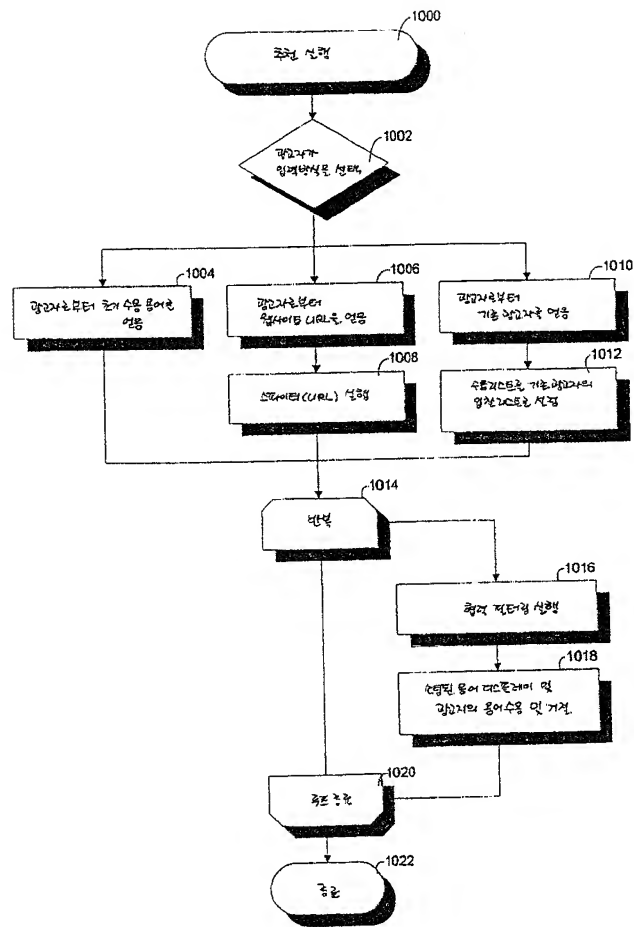 1000
추천 실행
1002
광고자가
입력방식을 선택
1004
광고자로부터 초기 수용 용어를
얻음
1006
광고자로부터
웹사이트 URL을 얻음
1008
스파이더(URL) 실행
1010
광고자로부터
기존 광고자를 얻음
1012
수용리스트를 기존 광고자의
입찰리스트로 설정
1014
반복
1016
협력 필터링 실행
1018
용어 디스플레이 및
광고자의 용어수용 및 거절
1020
루프 종료
1022
종료